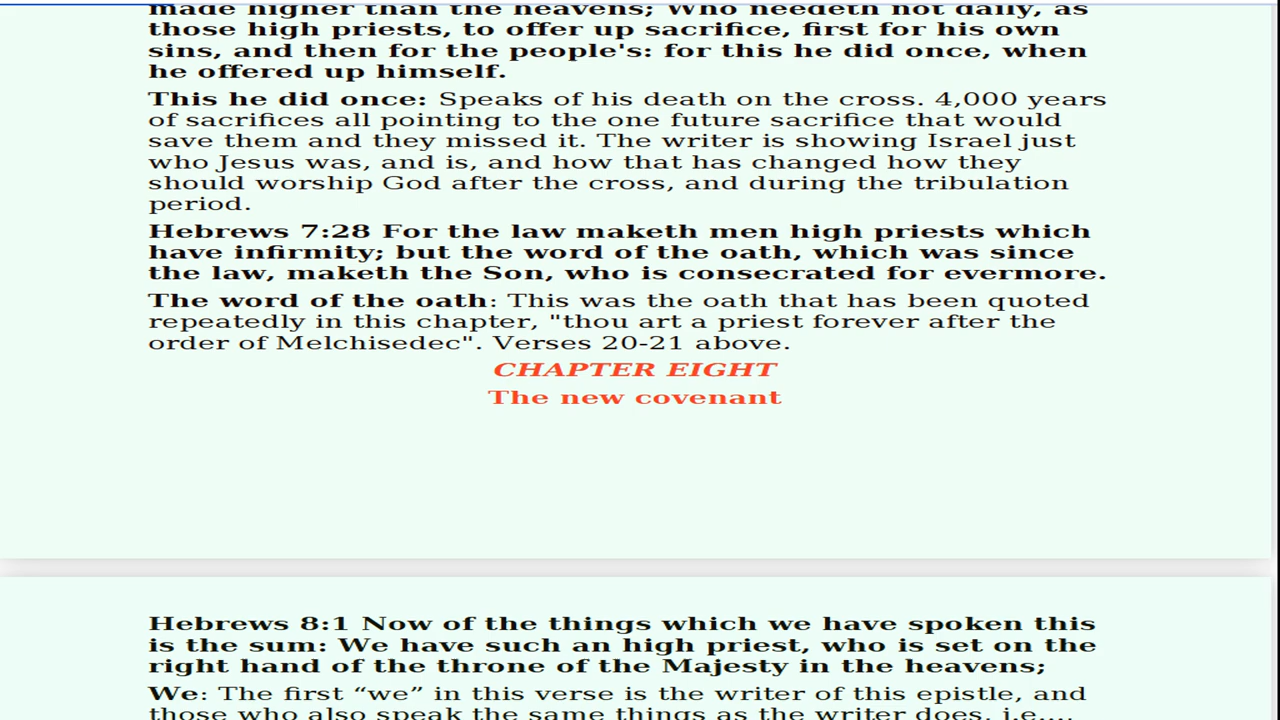 made higher than the heavens; Who needeth not daily, as
those high priests, to offer up sacrifice, first for his own
sins, and then for the people's: for this he did once, when
he offered up himself.
This he did once: Speaks of his death on the cross. 4,000 years
of sacrifices all pointing to the one future sacrifice that would
save them and they missed it. The writer is showing Israel just
who Jesus was, and is, and how that has changed how they
should worship God after the cross, and during the tribulation
period.
Hebrews 7:28 For the law maketh men high priests which
have infirmity; but the word of the oath, which was since
the law, maketh the Son, who is consecrated for evermore.
The word of the oath: This was the oath that has been quoted
repeatedly in this chapter, "thou art a priest forever after the
order of Melchisedec". Verses 20-21 above.
CHAPTER EIGHT
The new covenant
Hebrews 8:1 Now of the things which we have spoken this
is the sum: We have such an high priest, who is set on the
right hand of the throne of the Majesty in the heavens;
We: The first “we” in this verse is the writer of this epistle, and
those who also speak the same things as the writer does, i.e....